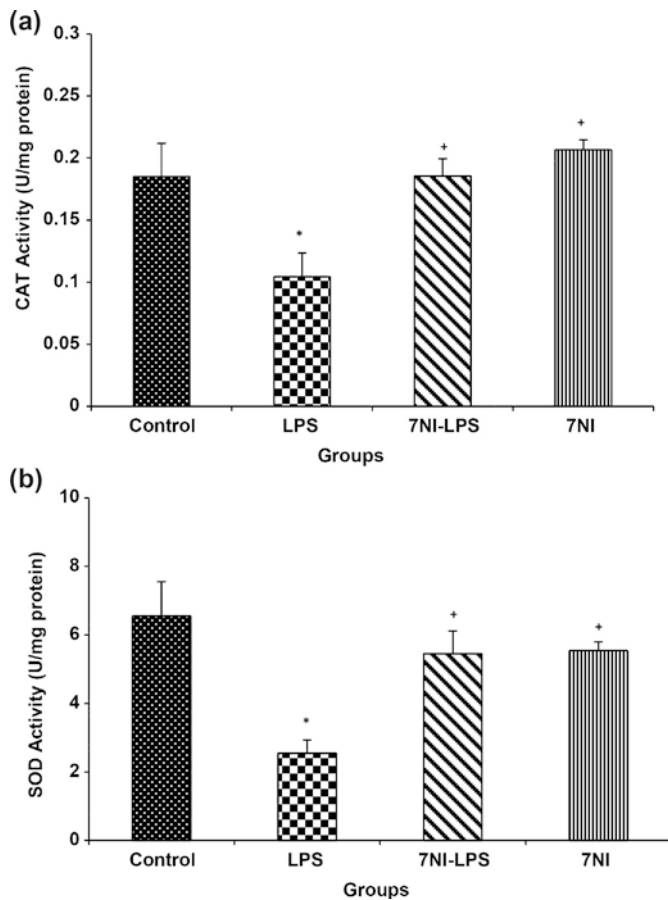 (a)
CAT Activity (U/mg protein)
0.3
0.25
0.2
0.15
0.1
0.05
0
*
+
+
Control LPS 7NI-LPS 7NI
Groups
(b)
SOD Activity (U/mg protein)
10
8
6
4
2
0
*
+
+
Control LPS 7NI-LPS 7NI
Groups